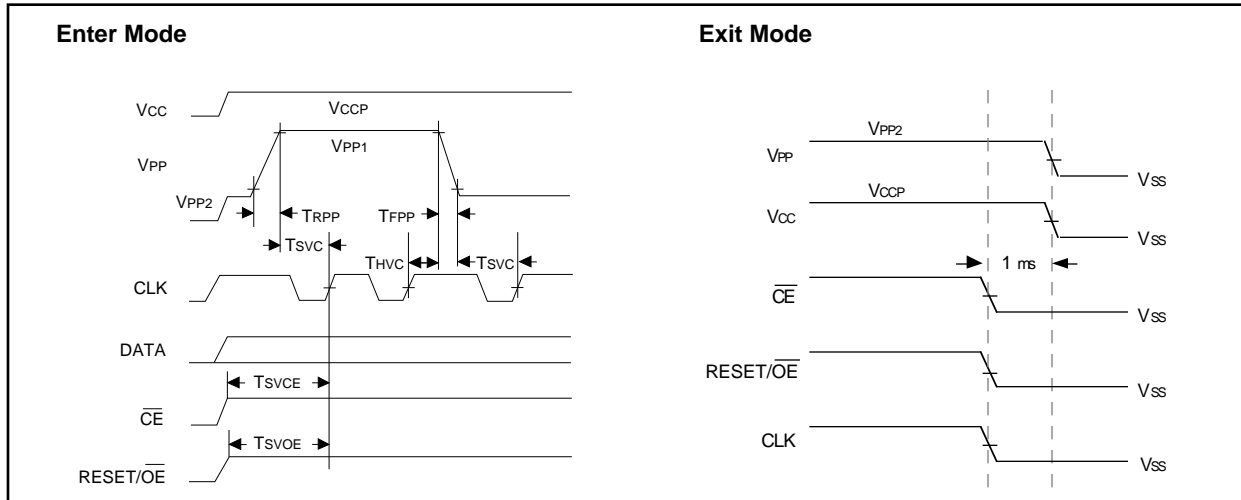 Enter Mode
VCC
VCCP
VPP
VPP1
VPP2
TRPP
TFPP
TSVC
THVC
TSVC
CLK
DATA
TSVCE
CE
TSVOE
RESET/OE
Exit Mode
VPP2
VPP
VSS
VCCP
VCC
VSS
1 ms
CE
VSS
RESET/OE
VSS
CLK
VSS